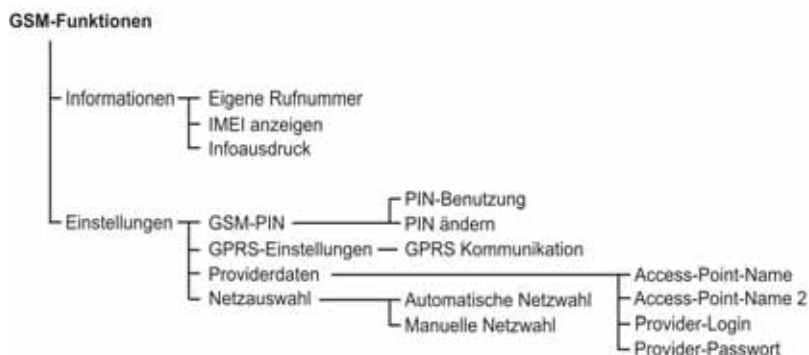 GSM-Funktionen
Informationen
Eigene Rufnummer
IMEI anzeigen
Infoausdruck
Einstellungen
GSM-PIN
PIN-Benutzung
PIN ändern
GPRS-Einstellungen
GPRS Kommunikation
Providerdaten
Access-Point-Name
Access-Point-Name 2
Provider-Login
Provider-Passwort
Netzauswahl
Automatische Netzwahl
Manuelle Netzwahl